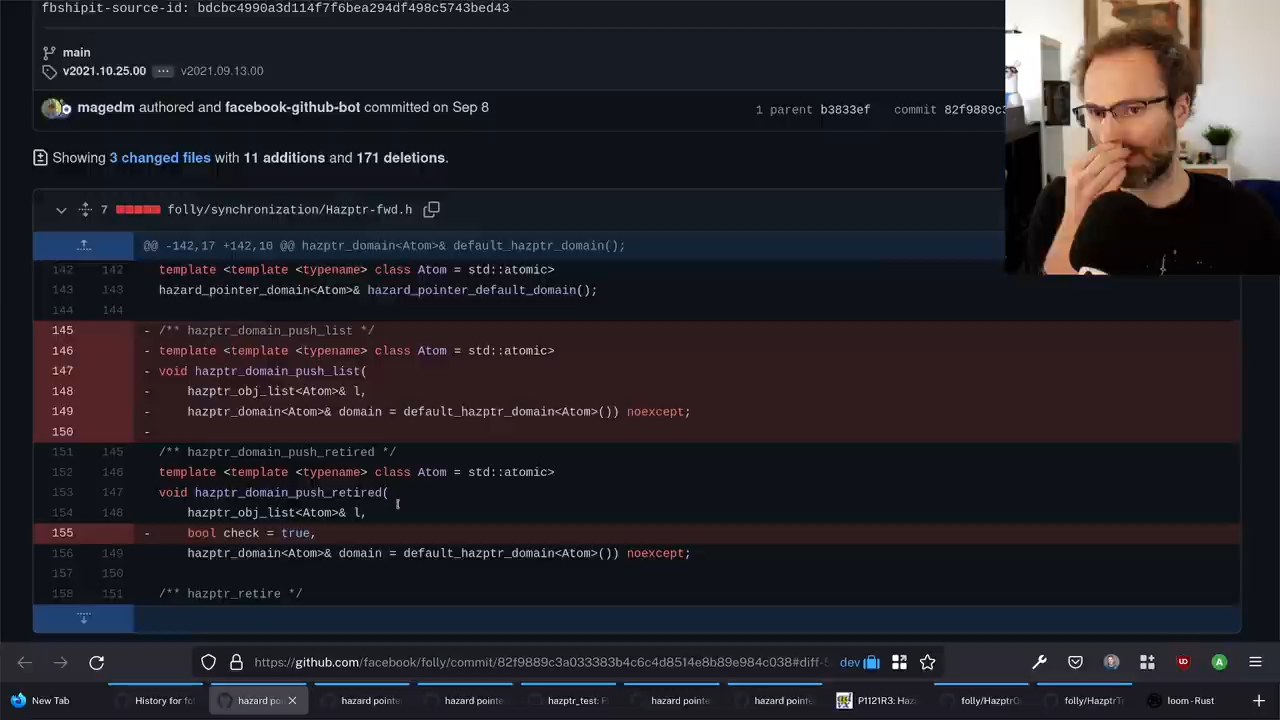 fbshipit-source-id: bdcbc4990a3d114f7f6bea294df498c5743bed43
main
v2021.10.25.00 ··· v2021.09.13.00
magedm authored and facebook-github-bot committed on Sep 8
1 parent b3833ef commit 82f9889c3
Showing 3 changed files with 11 additions and 171 deletions.
7 folly/synchronization/Hazptr-fwd.h
@@ -142,17 +142,10 @@ hazptr_domain<Atom>& default_hazptr_domain();
142 142 template <template <typename> class Atom = std::atomic>
143 143 hazard_pointer_domain<Atom>& hazard_pointer_default_domain();
144 144
145 - /** hazptr_domain_push_list */
146 - template <template <typename> class Atom = std::atomic>
147 - void hazptr_domain_push_list(
148 - hazptr_obj_list<Atom>& l,
149 - hazptr_domain<Atom>& domain = default_hazptr_domain<Atom>()) noexcept;
150 -
151 145 /** hazptr_domain_push_retired */
152 146 template <template <typename> class Atom = std::atomic>
153 147 void hazptr_domain_push_retired(
154 148 hazptr_obj_list<Atom>& l,
155 - bool check = true,
156 149 hazptr_domain<Atom>& domain = default_hazptr_domain<Atom>()) noexcept;
157 150
158 151 /** hazptr_retire */
https://github.com/facebook/folly/commit/82f9889c3a033383b4c6c4d8514e8b89e984c038#diff- dev
New Tab History for fo hazard po hazard pointe hazard pointe hazptr_test: F hazard pointe hazard pointe P1121R3: Haz folly/HazptrO folly/HazptrT loom - Rust